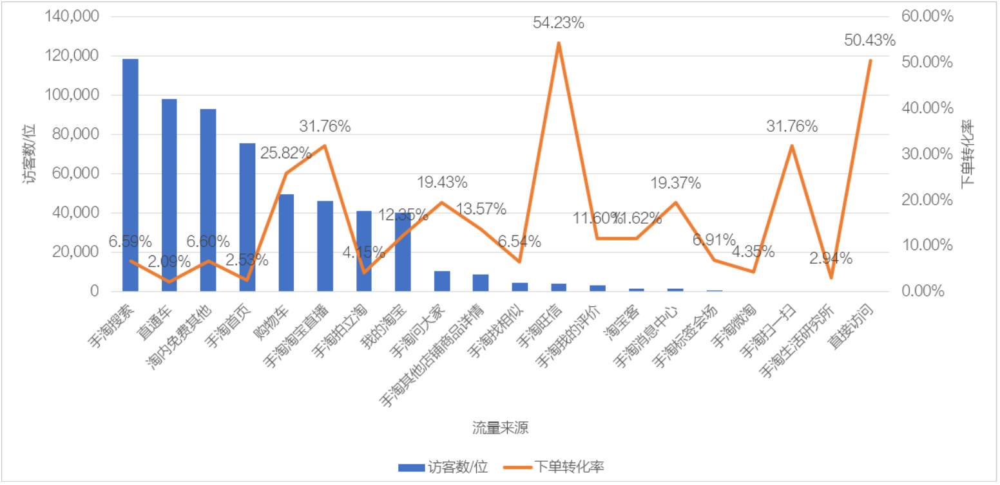 140,000
120,000
100,000
80,000
60,000
40,000
20,000
0
访客数/位
60.00%
50.00%
40.00%
30.00%
20.00%
10.00%
0.00%
下单转化率
6.59%
2.09%
6.60%
2.53%
25.82%
31.76%
4.15%
12.35%
19.43%
13.57%
6.54%
54.23%
11.60%
11.62%
19.37%
6.91%
4.35%
31.76%
2.94%
50.43%
手淘搜索
直通车
淘内免费其他
手淘首页
购物车
手淘淘宝直播
手淘拍立淘
我的淘宝
手淘问大家
手淘其他店铺商品详情
手淘找相似
手淘旺信
手淘我的评价
淘宝客
手淘消息中心
手淘标签会场
手淘微淘
手淘扫一扫
手淘生活研究所
直接访问
流量来源
访客数/位 下单转化率